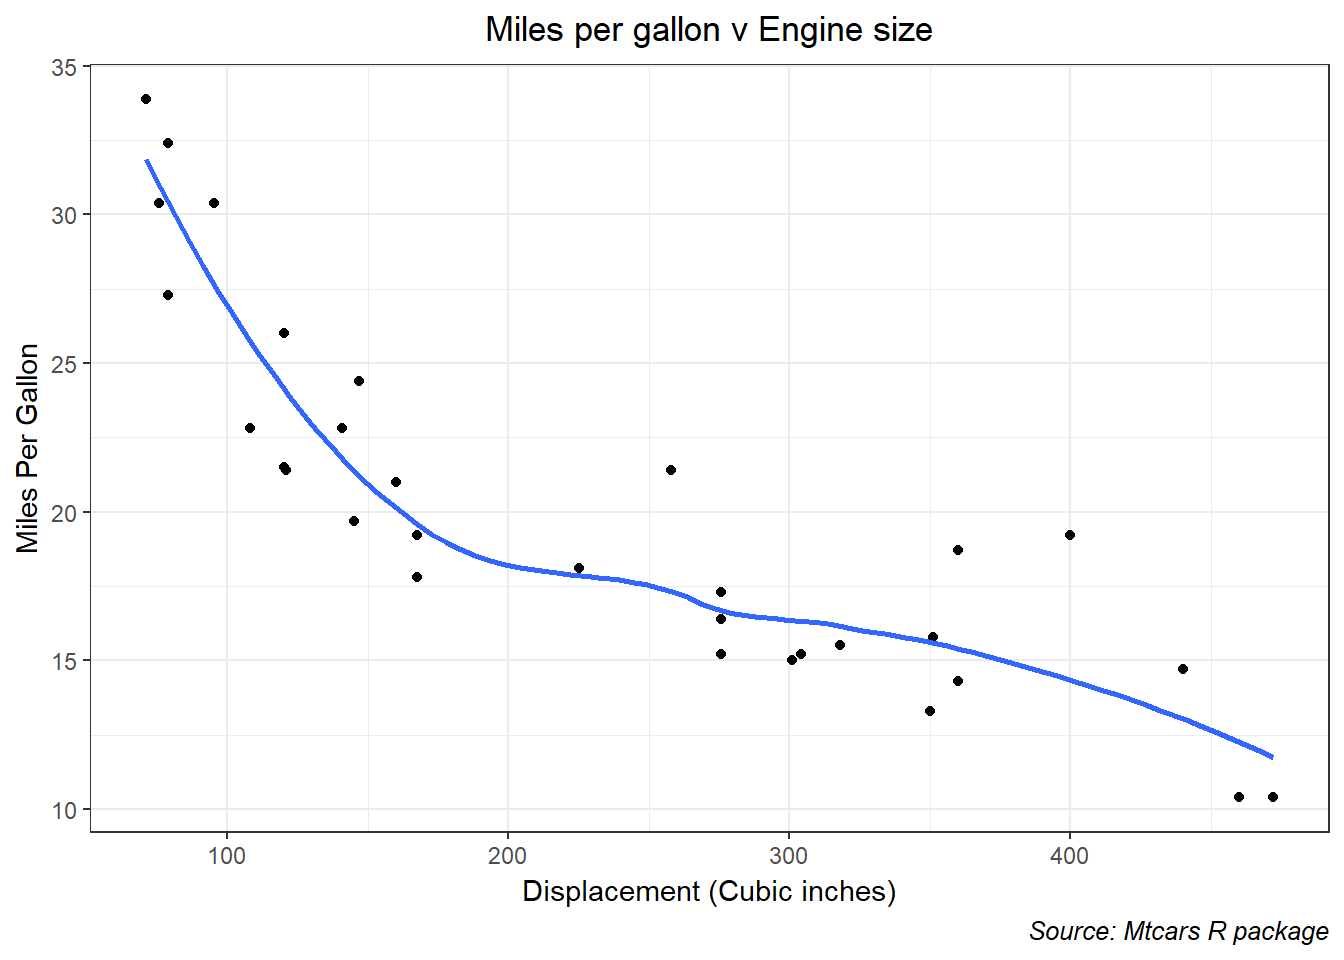 Miles per gallon v Engine size
35
30
25
20
15
10
Miles Per Gallon
100 200 300 400
Displacement (Cubic inches)
Source: Mtcars R package